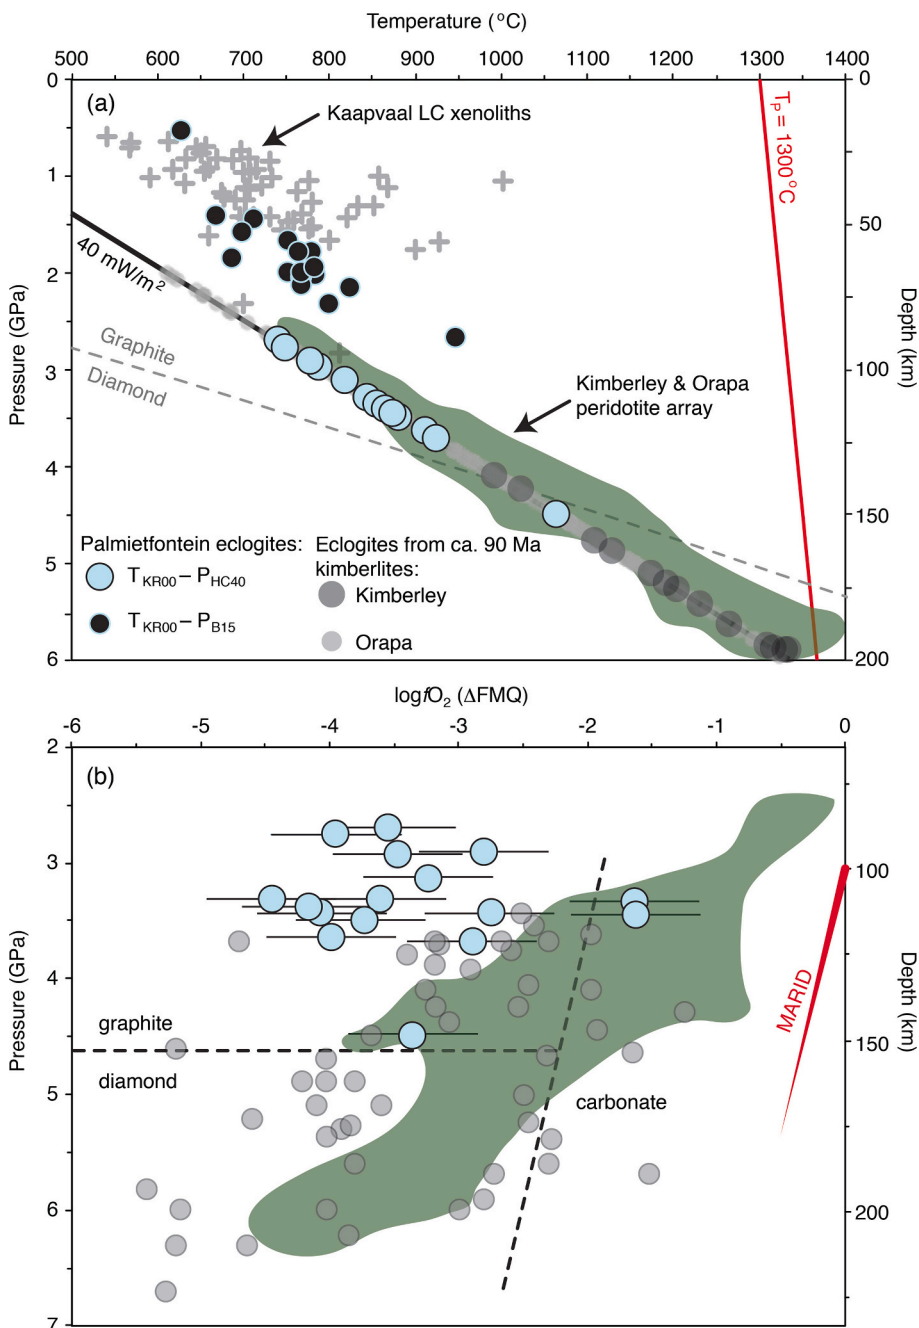 Temperature (°C)
500 600 700 800 900 1000 1100 1200 1300 1400
0 0
(a)
Kaapvaal LC xenoliths
T_P = 1300°C
1
50
40 mW/m²
2
Pressure (GPa)
Depth (km)
Graphite
Diamond
3 100
Kimberley & Orapa
peridotite array
4
150
5
Palmietfontein eclogites:
T_KR00 – P_HC40
T_KR00 – P_B15
Eclogites from ca. 90 Ma
kimberlites:
Kimberley
Orapa
6 200
logfO₂ (ΔFMQ)
-6 -5 -4 -3 -2 -1 0
2
(b)
3 100
4
Pressure (GPa)
Depth (km)
MARID
graphite
150
diamond
5
carbonate
6 200
7